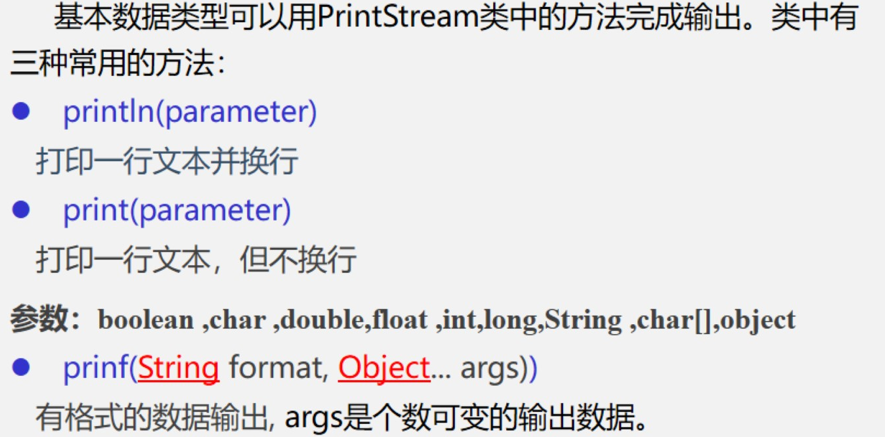 基本数据类型可以用PrintStream类中的方法完成输出。类中有
三种常用的方：
● println(parameter)
打印一行文本并换行
● print(parameter)
打印一行文本，但不换行
参数：boolean ,char ,double,float ,int,long,String ,char[],object
● prinf(String format, Object... args))
有格式的数据输出, args是个数可变的输出数据。